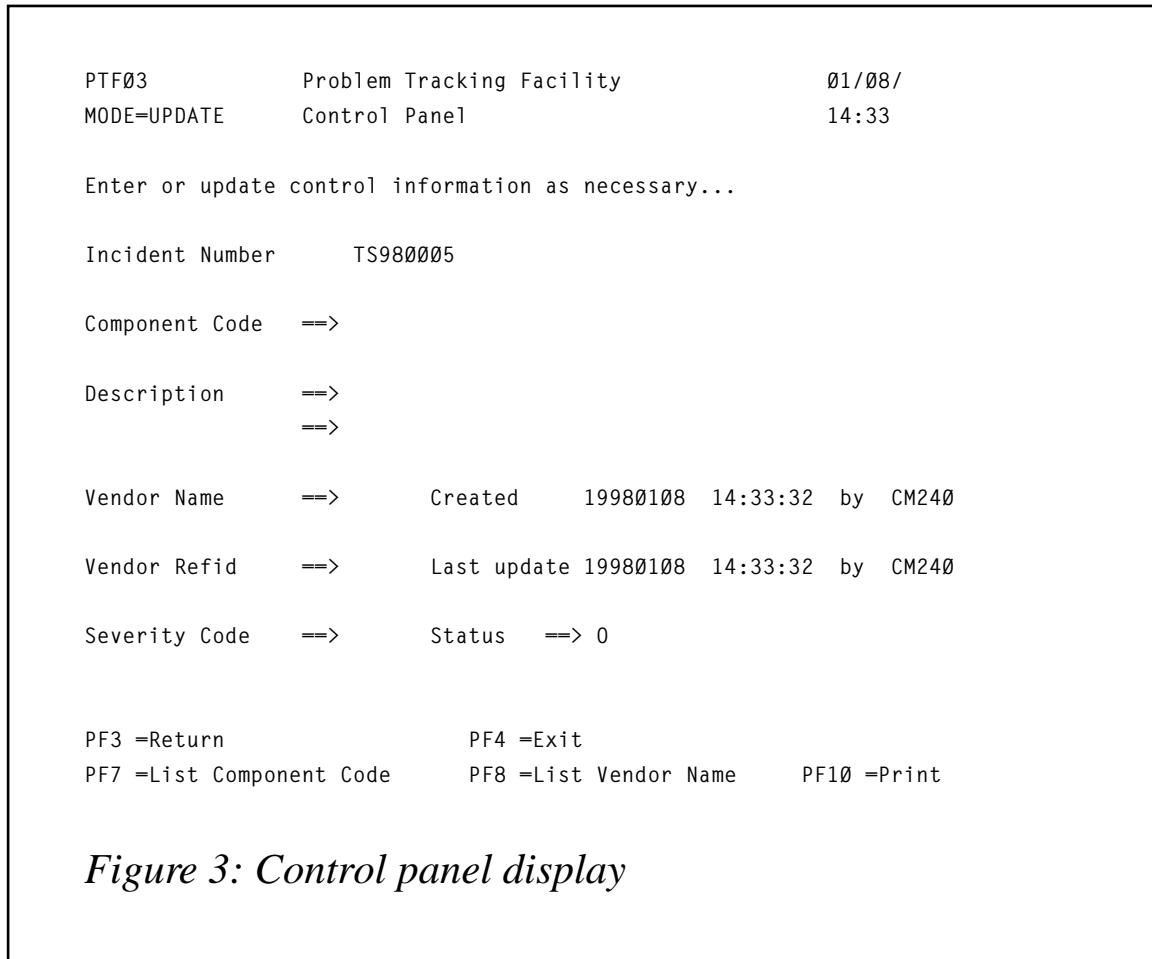 PTFØ3 Problem Tracking Facility Ø1/Ø8/
MODE=UPDATE Control Panel 14:33
Enter or update control information as necessary...
Incident Number TS98ØØØ5
Component Code ==>
Description ==>
==>
Vendor Name ==> Created 1998Ø1Ø8 14:33:32 by CM24Ø
Vendor Refid ==> Last update 1998Ø1Ø8 14:33:32 by CM24Ø
Severity Code ==> Status ==> O
PF3 =Return PF4 =Exit
PF7 =List Component Code PF8 =List Vendor Name PF1Ø =Print
Figure 3: Control panel display